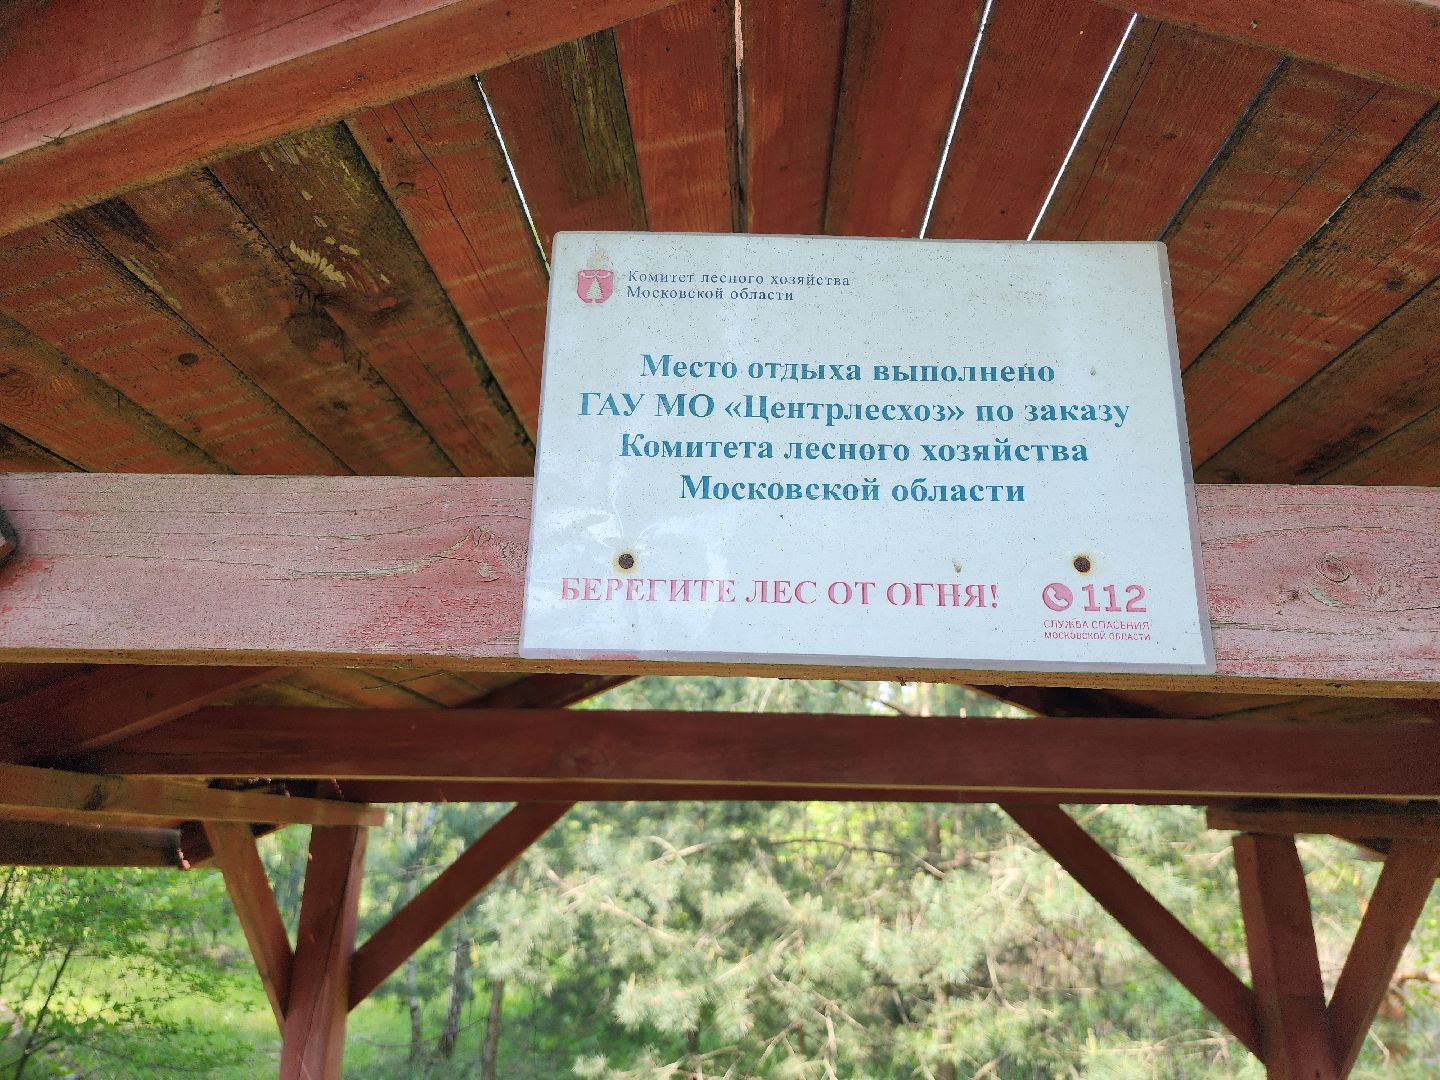 Комитет лесного хозяйства
Московской области
Место отдыха выполнено
ГАУ МО «Центрлесхоз» по заказу
Комитета лесного хозяйства
Московской области
БЕРЕГИТЕ ЛЕС ОТ ОГНЯ!
112
СЛУЖБА СПАСЕНИЯ
МОСКОВСКОЙ ОБЛАСТИ